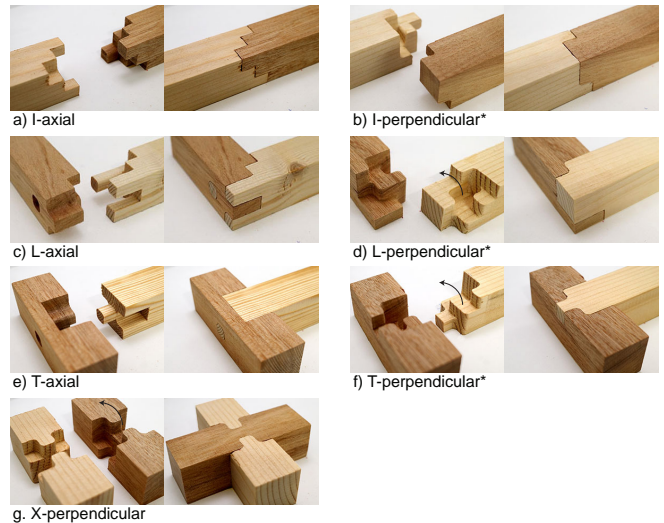 a) I-axial
b) I-perpendicular*
c) L-axial
d) L-perpendicular*
e) T-axial
f) T-perpendicular*
g. X-perpendicular